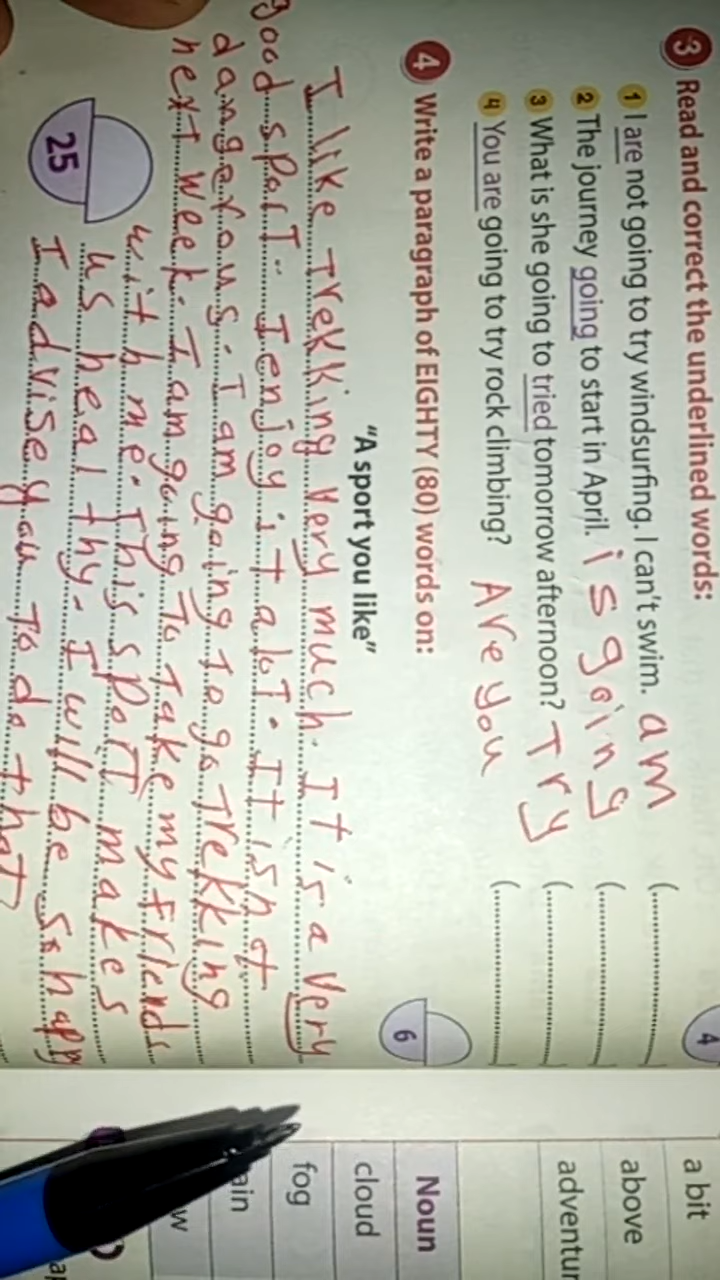 4
3 Read and correct the underlined words:
1 I are not going to try windsurfing. I can't swim. am (....................)
2 The journey going to start in April. is going (....................)
3 What is she going to tried tomorrow afternoon? Try (....................)
4 You are going to try rock climbing? Are you (....................)
6
4 Write a paragraph of EIGHTY (80) words on:
"A sport you like"
I like Trekking very much. It is a very
good sport. I enjoy it a lot. It is not
dangerous. I am going to go Trekking
next week. I am going To Take my friends
with me. This sport makes
us healthy. I will be so happy
I advise you To do that
25
a bit
above
adventur
Noun
cloud
fog
ain
w